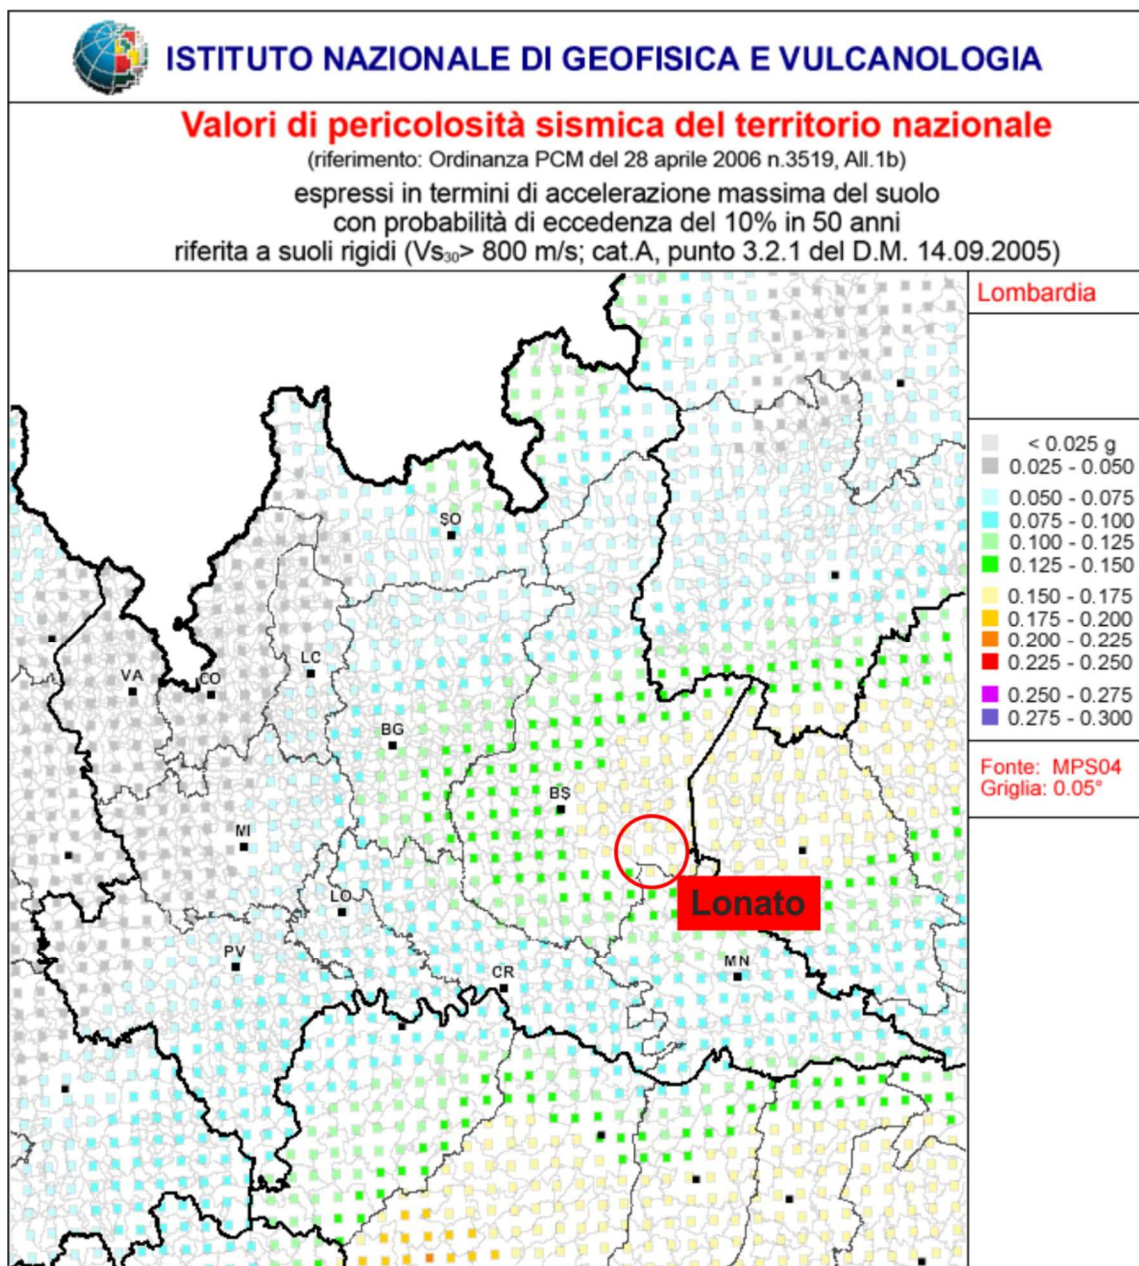 ISTITUTO NAZIONALE DI GEOFISICA E VULCANOLOGIA
Valori di pericolosità sismica del territorio nazionale
(riferimento: Ordinanza PCM del 28 aprile 2006 n.3519, All.1b)
espressi in termini di accelerazione massima del suolo
con probabilità di eccedenza del 10% in 50 anni
riferita a suoli rigidi (Vs₃₀> 800 m/s; cat.A, punto 3.2.1 del D.M. 14.09.2005)
Lombardia
< 0.025 g
0.025 - 0.050
0.050 - 0.075
0.075 - 0.100
0.100 - 0.125
0.125 - 0.150
0.150 - 0.175
0.175 - 0.200
0.200 - 0.225
0.225 - 0.250
0.250 - 0.275
0.275 - 0.300
Fonte: MPS04
Griglia: 0.05°
SO
LC
VA
CO
BG
BS
MI
LO
Lonato
PV
CR
MN